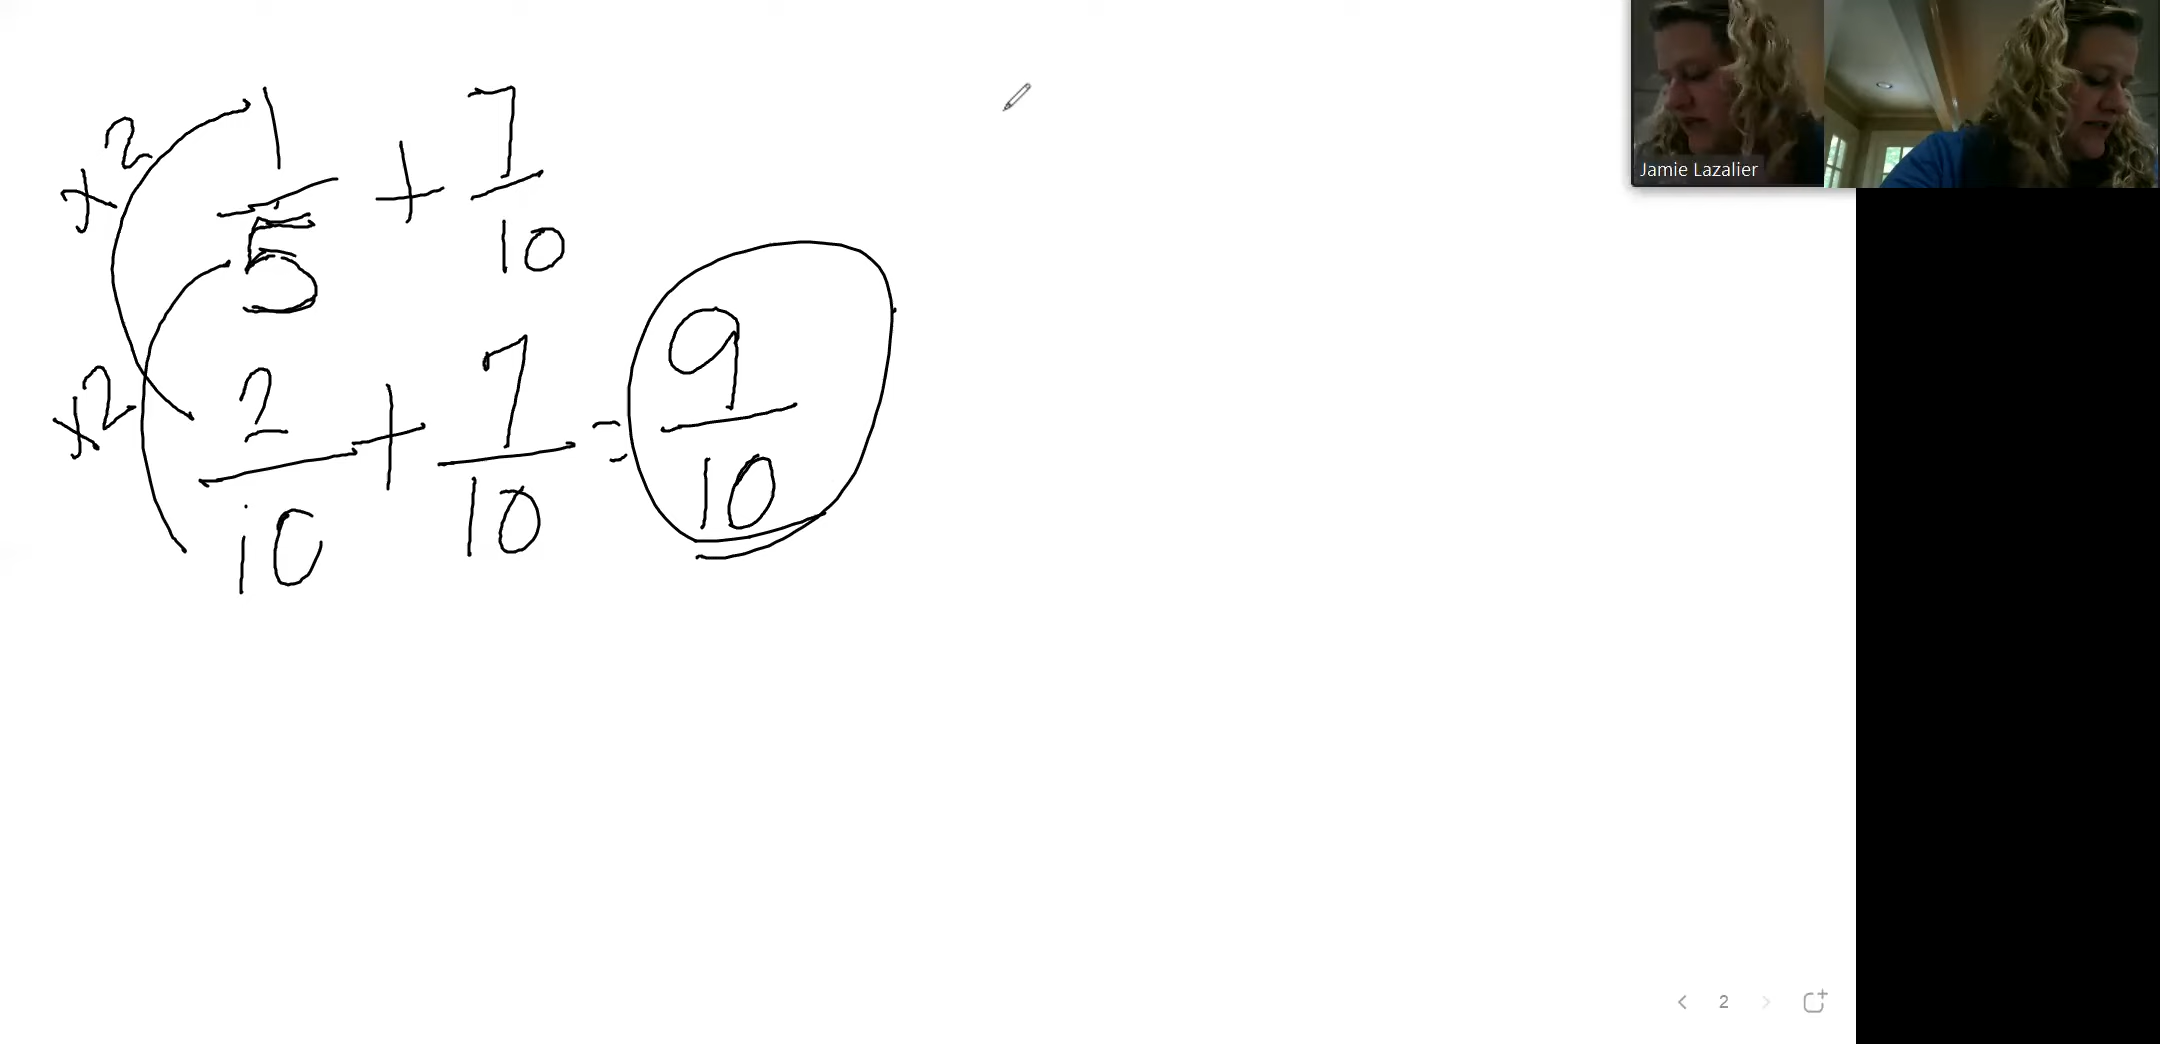 x2 1/5 + 7/10
x2 2/10 + 7/10 = 9/10
Jamie Lazalier
2